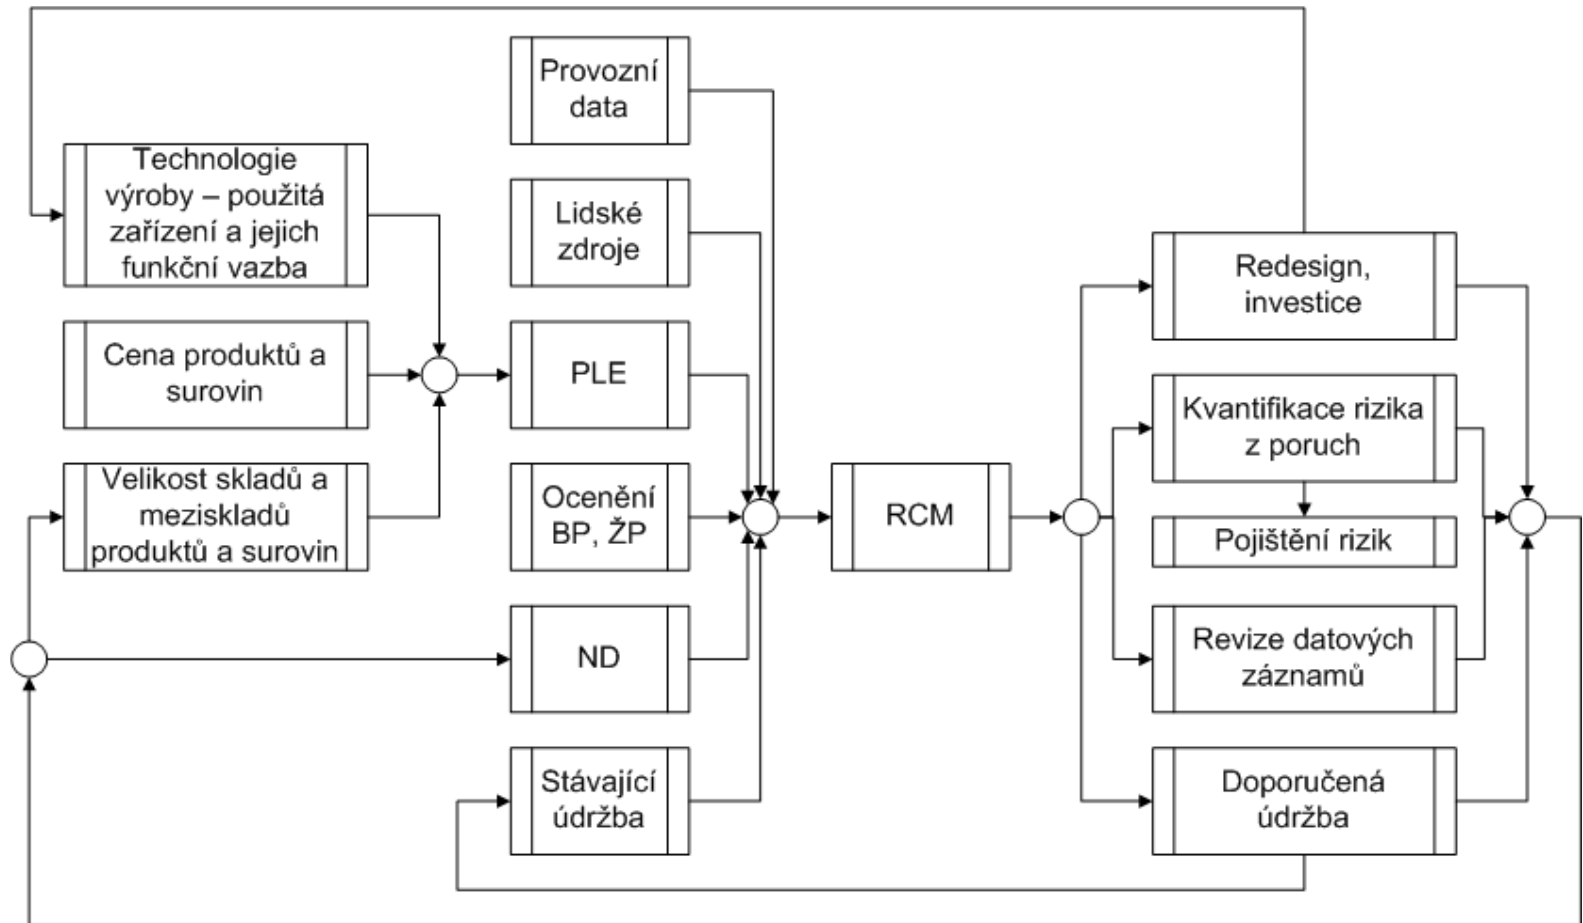 Technologie
výroby – použitá
zařízení a jejich
funkční vazba
Cena produktů a
surovin
Velikost skladů a
meziskladů
produktů a surovin
Provozní
data
Lidské
zdroje
PLE
Ocenění
BP, ŽP
ND
Stávající
údržba
RCM
Redesign,
investice
Kvantifikace rizika
z poruch
Pojištění rizik
Revize datových
záznamů
Doporučená
údržba